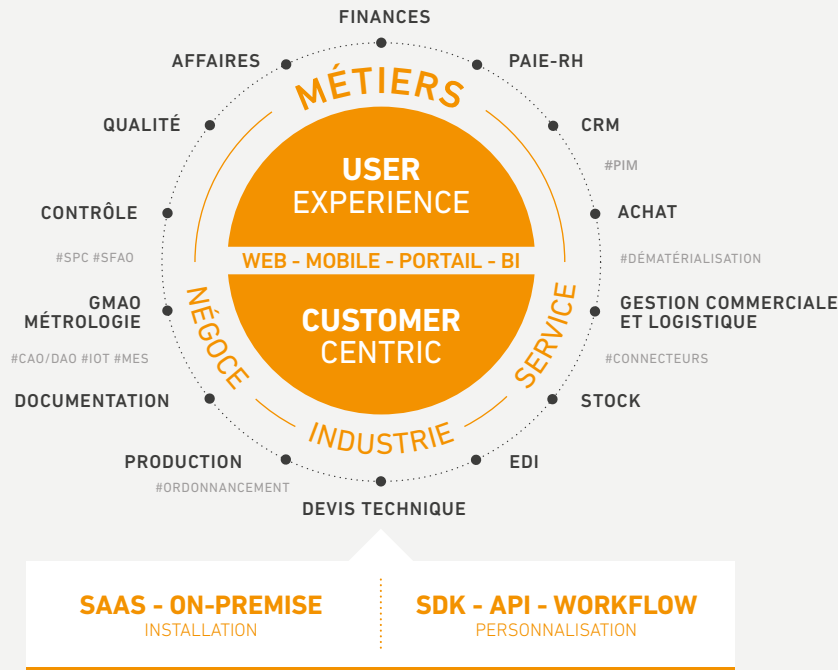 FINANCES
AFFAIRES
PAIE-RH
MÉTIERS
QUALITÉ
CRM
USER
EXPERIENCE
#PIM
CONTRÔLE
ACHAT
#SPC #SFAO
WEB - MOBILE - PORTAIL - BI
#DÉMATÉRIALISATION
GMAO
MÉTROLOGIE
NÉGOCE
CUSTOMER
CENTRIC
SERVICE
GESTION COMMERCIALE
ET LOGISTIQUE
#CAO/DAO #IOT #MES
#CONNECTEURS
DOCUMENTATION
STOCK
INDUSTRIE
PRODUCTION
EDI
#ORDONNANCEMENT
DEVIS TECHNIQUE
SAAS - ON-PREMISE
INSTALLATION
SDK - API - WORKFLOW
PERSONNALISATION